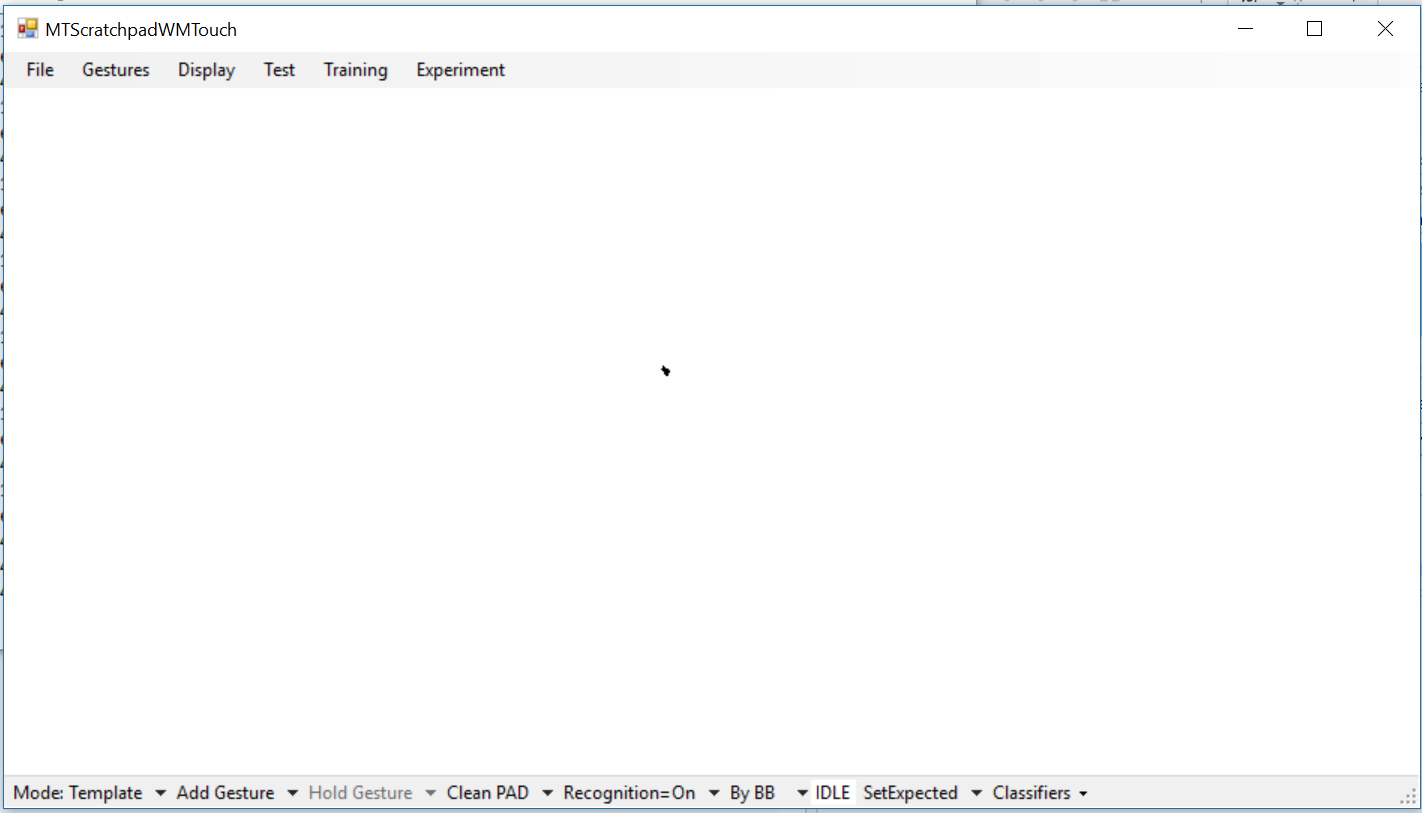 MTScratchpadWMTouch
File Gestures Display Test Training Experiment
Mode: Template Add Gesture Hold Gesture Clean PAD Recognition=On By BB IDLE SetExpected Classifiers